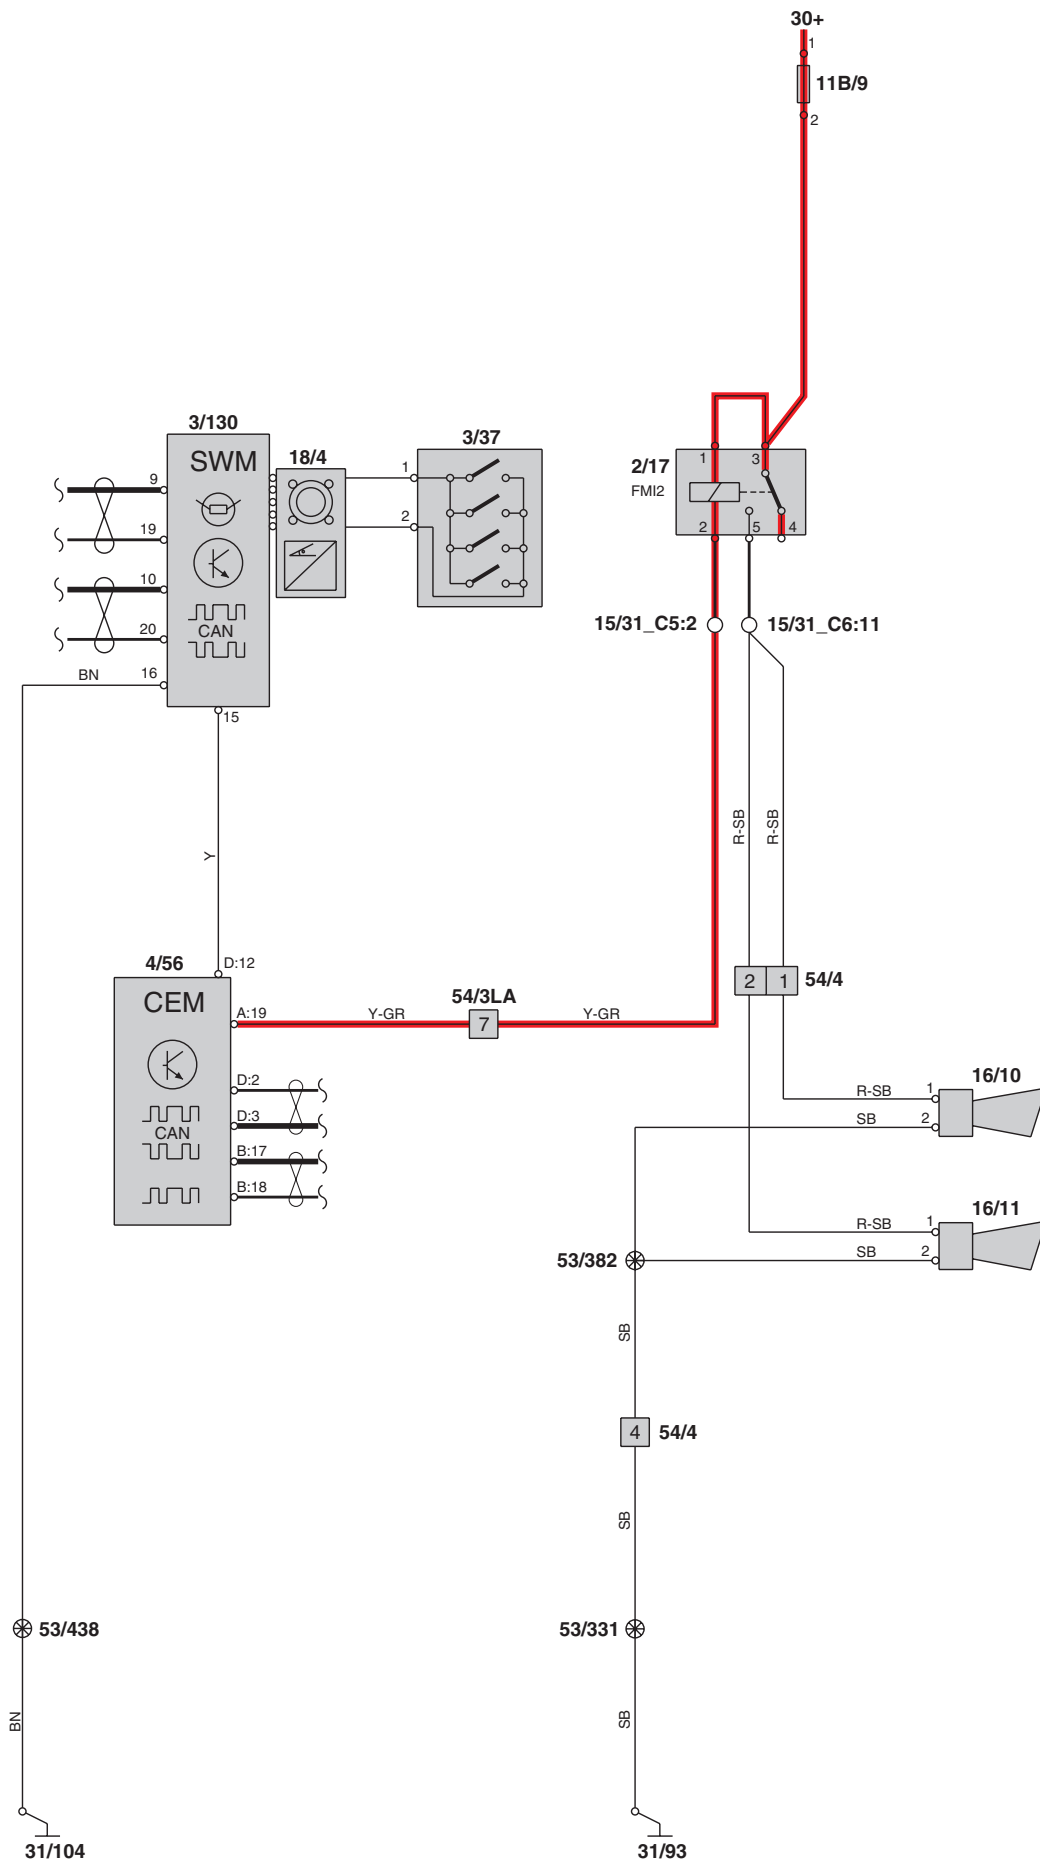 30+
1
11B/9
2
3/130
SWM
18/4
3/37
9
19
10
20
CAN
BN
16
15
1
2
2/17
FMI2
1
3
2
5
4
15/31_C5:2
15/31_C6:11
Y
R-SB
R-SB
4/56
D:12
CEM
A:19
Y-GR
54/3LA
7
Y-GR
2
1
54/4
D:2
D:3
CAN
B:17
B:18
16/10
R-SB
1
SB
2
16/11
R-SB
1
SB
2
53/382
SB
4
54/4
SB
53/438
53/331
BN
SB
31/104
31/93